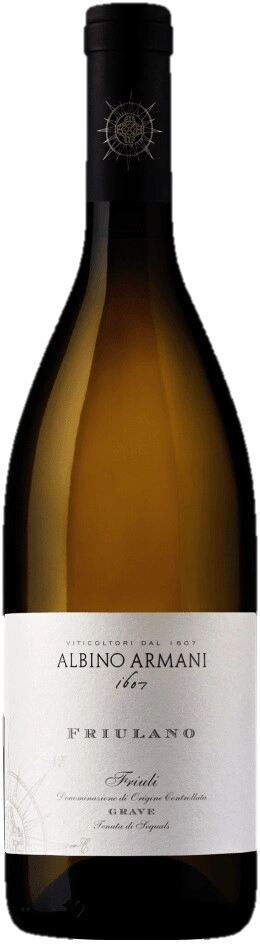 VITICOLTORI DAL 1607
ALBINO ARMANI
1607
FRIULANO
Friuli
Denominazione di Origine Controllata
GRAVE
Tenuta di Sequals